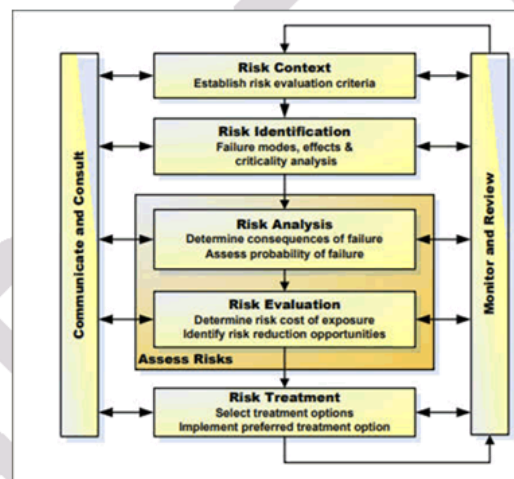 Risk Context
Establish risk evaluation criteria
Risk Identification
Failure modes, effects &
criticality analysis
Communicate and Consult
Monitor and Review
Risk Analysis
Determine consequences of failure
Assess probability of failure
Risk Evaluation
Determine risk cost of exposure
Identify risk reduction opportunities
Assess Risks
Risk Treatment
Select treatment options
Implement preferred treatment option